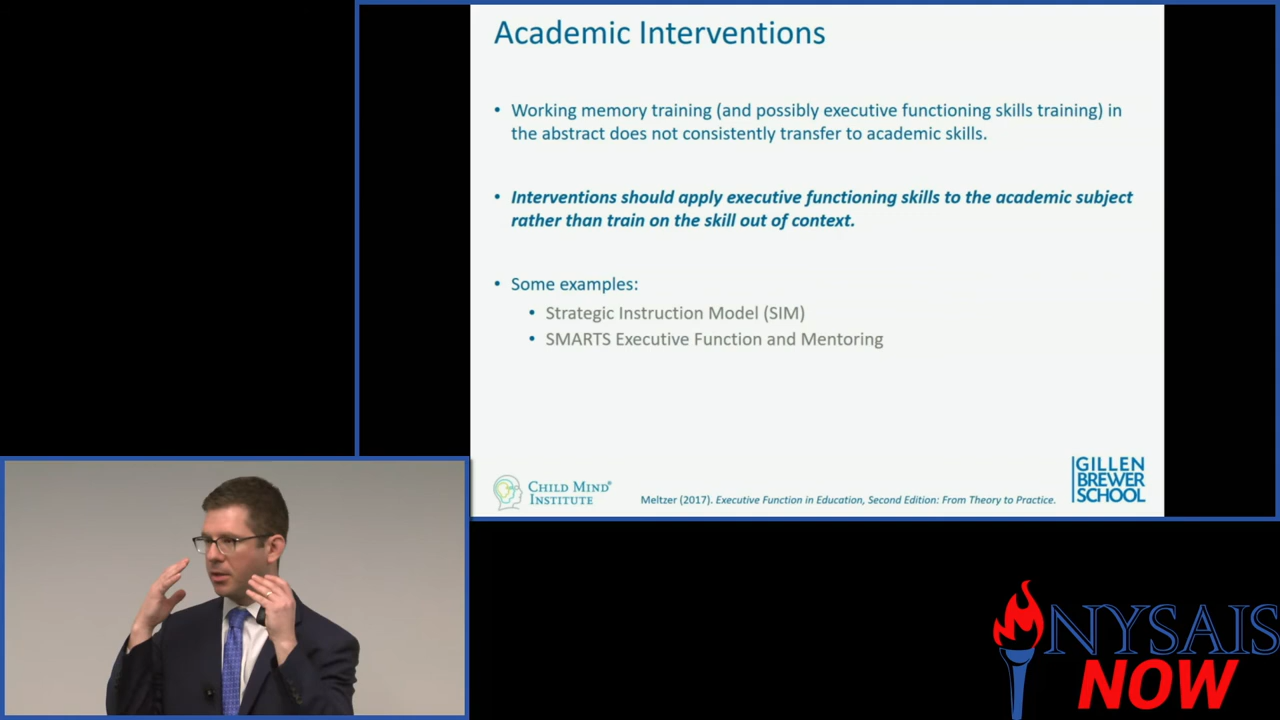 Academic Interventions
• Working memory training (and possibly executive functioning skills training) in
the abstract does not consistently transfer to academic skills.
• Interventions should apply executive functioning skills to the academic subject
rather than train on the skill out of context.
• Some examples:
• Strategic Instruction Model (SIM)
• SMARTS Executive Function and Mentoring
CHILD MIND®
INSTITUTE
Meltzer (2017). Executive Function in Education, Second Edition: From Theory to Practice.
GILLEN
BREWER
SCHOOL
NYSAIS
NOW